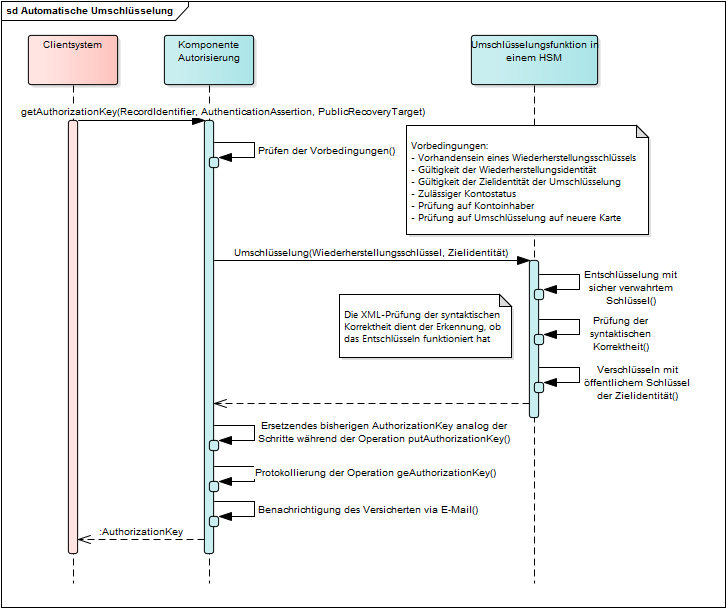 sd Automatische Umschlüsselung
Clientsystem
Komponente
Autorisierung
Umschlüsselungsfunktion in
einem HSM
getAuthorizationKey(RecordIdentifier, AuthenticationAssertion, PublicRecoveryTarget)
Prüfen der Vorbedingungen()
Vorbedingungen:
- Vorhandensein eines Wiederherstellungsschlüssels
- Gültigkeit der Wiederherstellungsidentität
- Gültigkeit der Zielidentität der Umschlüsselung
- Zulässiger Kontostatus
- Prüfung auf Kontoinhaber
- Prüfung auf Umschlüsselung auf neuere Karte
Umschlüsselung(Wiederherstellungsschlüssel, Zielidentität)
Entschlüsselung mit
sicher verwahrtem
Schlüssel()
Die XML-Prüfung der syntaktischen
Korrektheit dient der Erkennung, ob
das Entschlüsseln funktioniert hat
Prüfung der
syntaktischen
Korrektheit()
Verschlüsseln mit
öffentlichem Schlüssel
der Zielidentität()
Ersetzendes bisherigen AuthorizationKey analog der
Schritte während der Operation putAuthorizationKey()
Protokollierung der Operation geAuthorizationKey()
Benachrichtigung des Versicherten via E-Mail()
:AuthorizationKey